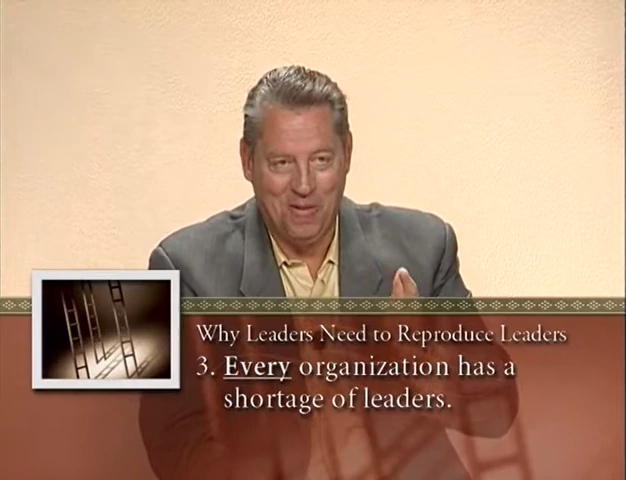 Why Leaders Need to Reproduce Leaders
3. Every organization has a
shortage of leaders.